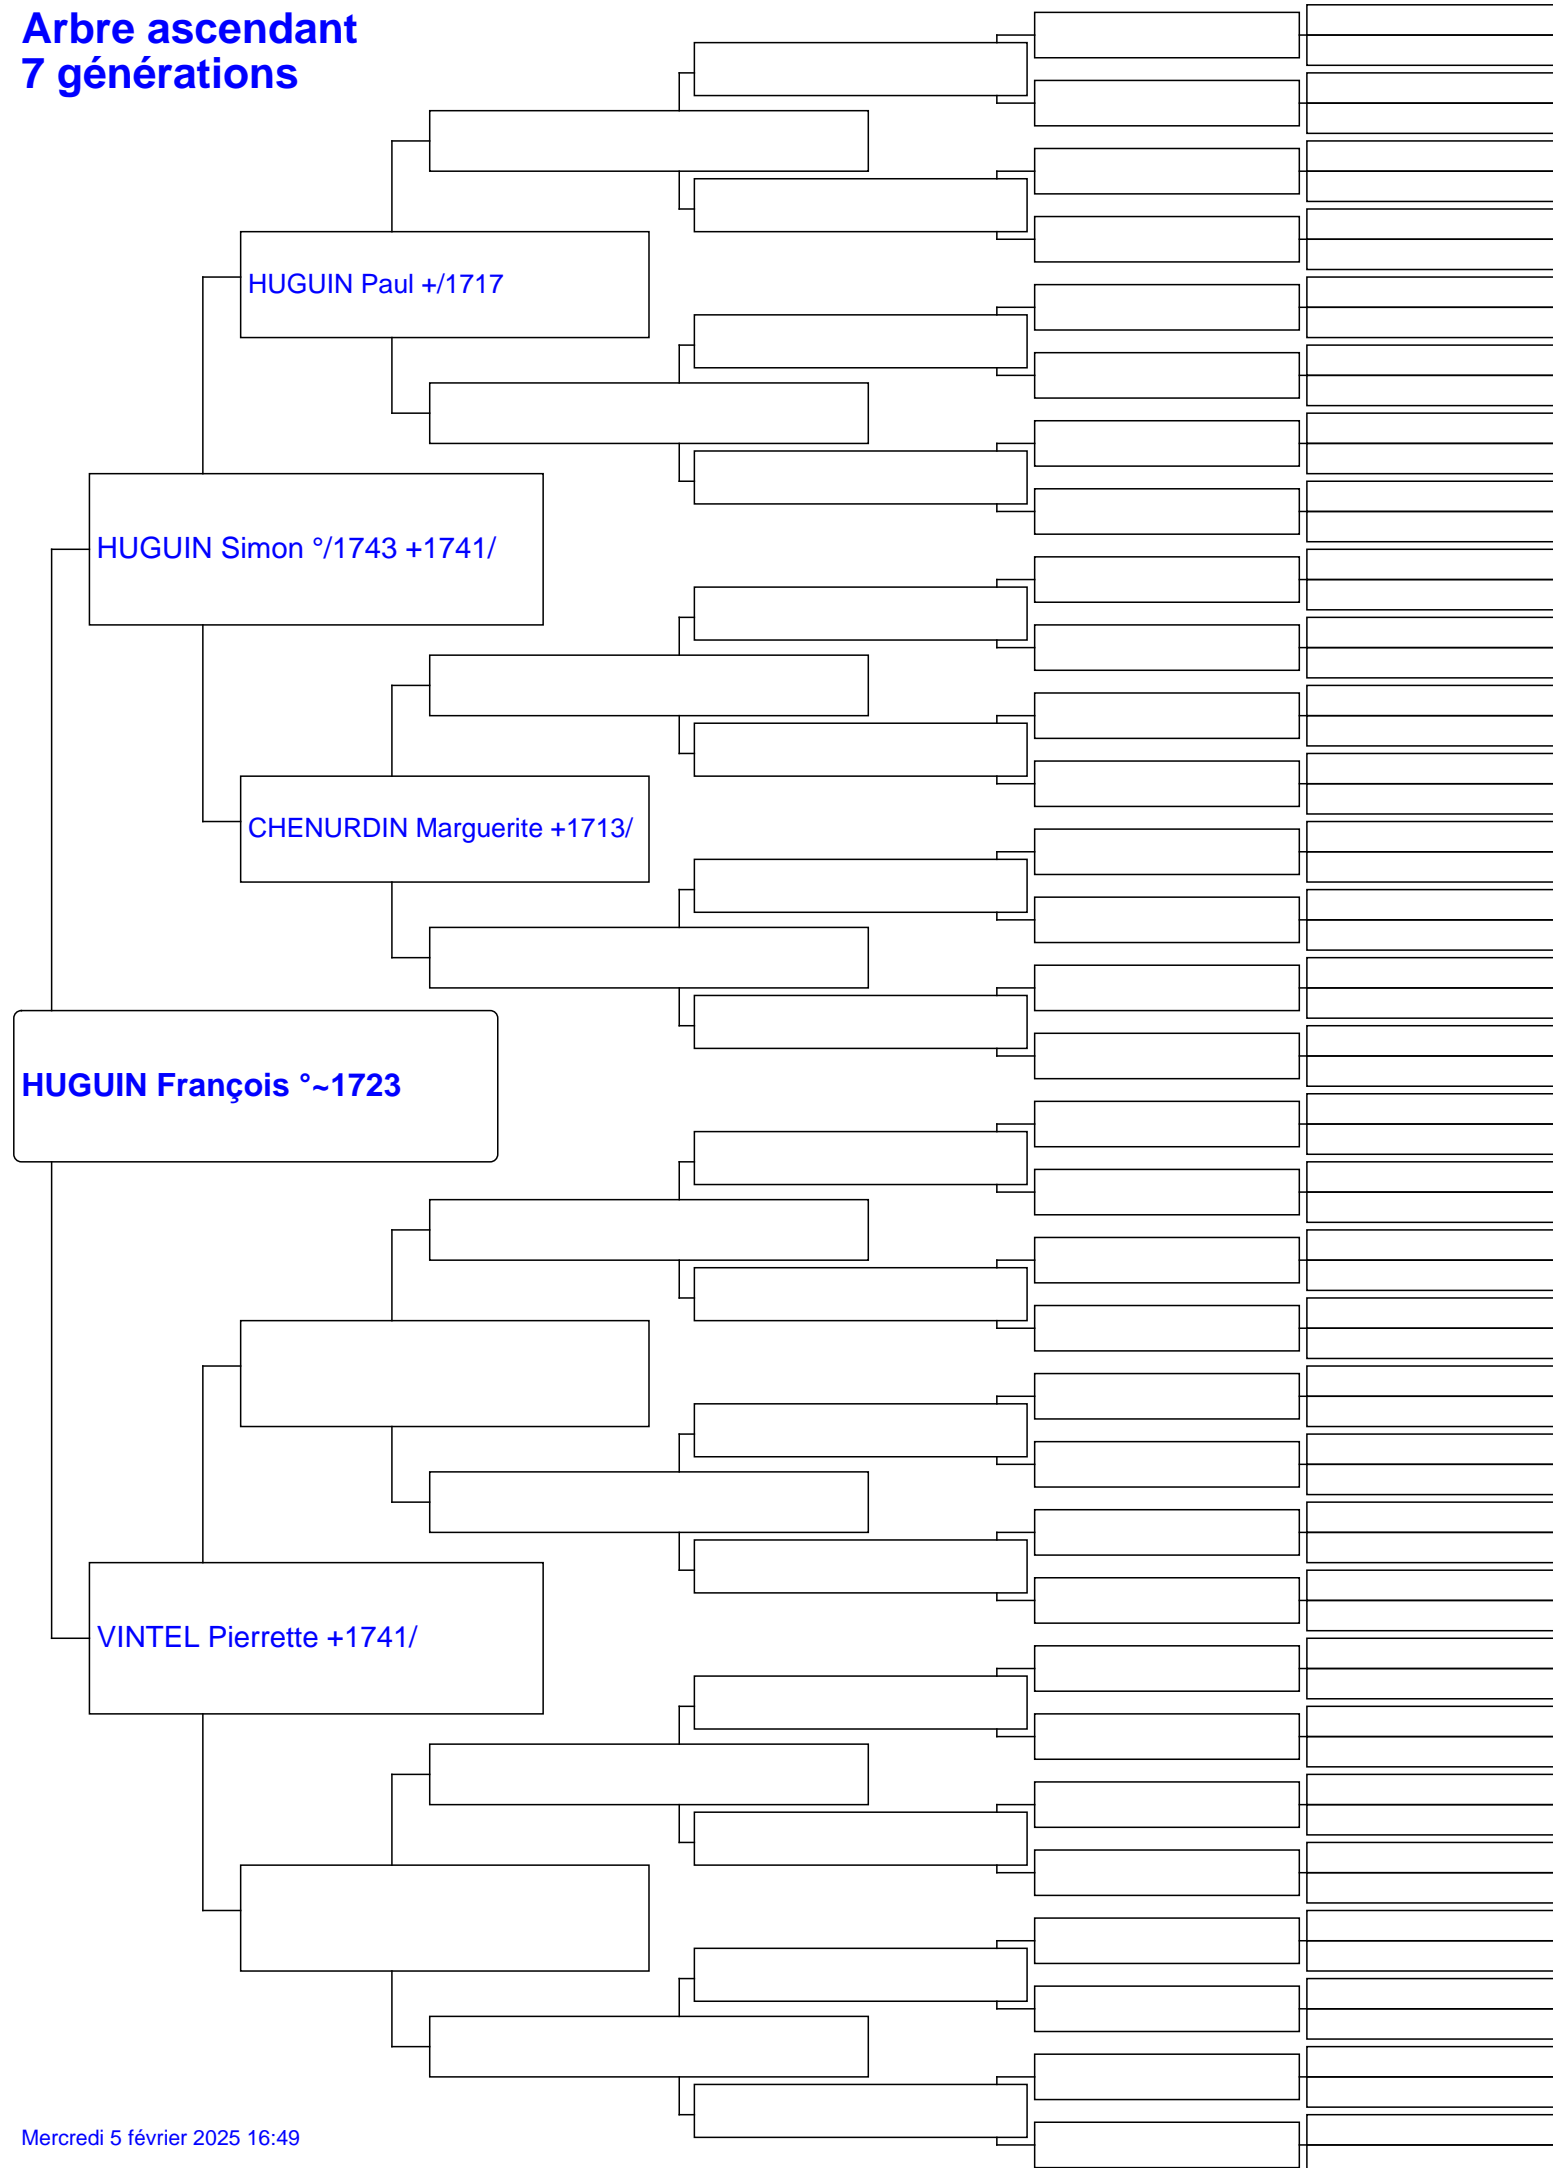 Arbre ascendant
7 générations
HUGUIN Paul +/1717
HUGUIN Simon °/1743 +1741/
CHENURDIN Marguerite +1713/
HUGUIN François °~1723
VINTEL Pierrette +1741/
Mercredi 5 février 2025 16:49